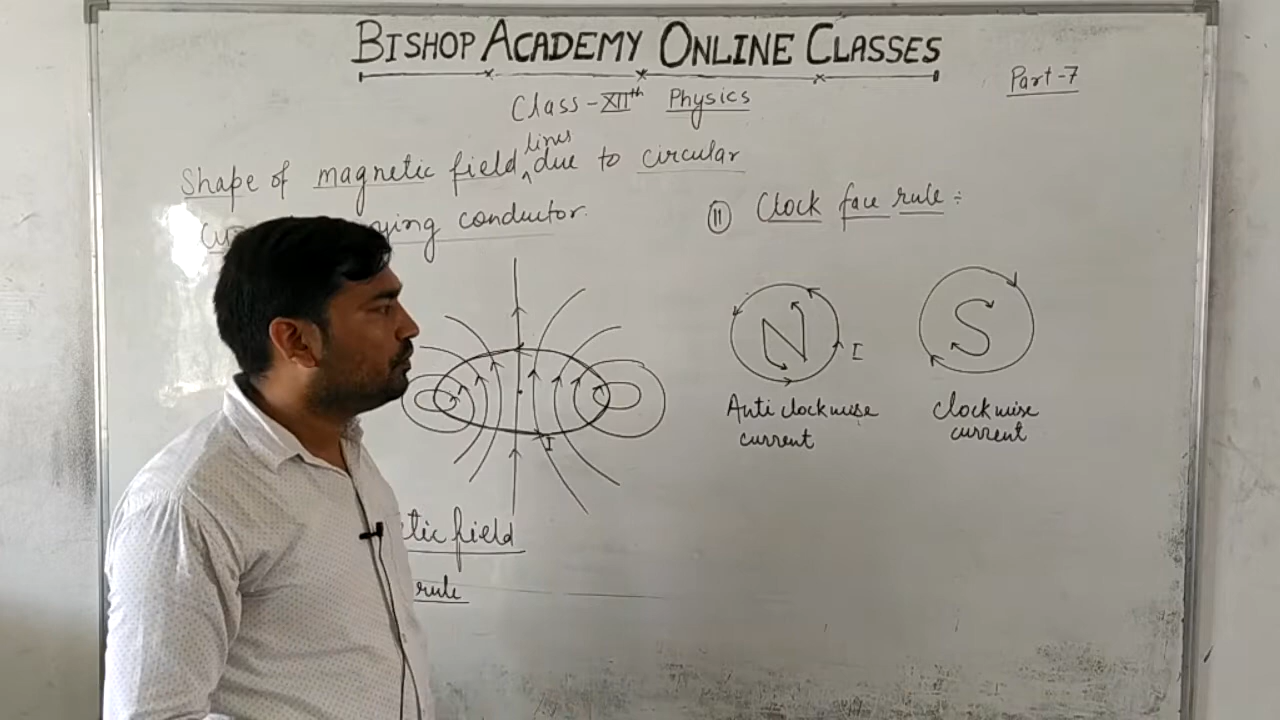 BISHOP ACADEMY ONLINE CLASSES
Part-7
Class-XIIth Physics
Shape of magnetic field lines due to circular
conductor.
(II) Clock face rule :
N
I
S
I
Anti clockwise
current
clockwise
current
field
rule